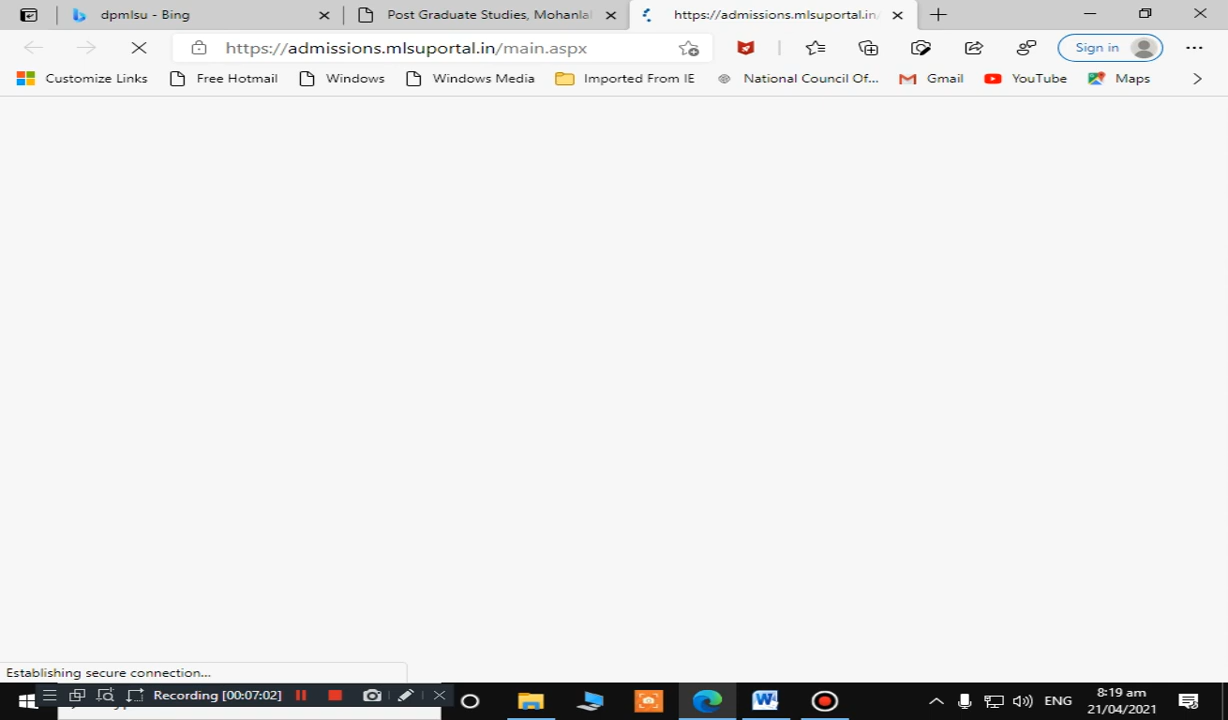 dpmlsu - Bing
Post Graduate Studies, Mohanlal
https://admissions.mlsuportal.in/
https://admissions.mlsuportal.in/main.aspx
Sign in
Customize Links
Free Hotmail
Windows
Windows Media
Imported From IE
National Council Of...
Gmail
YouTube
Maps
Establishing secure connection...
Recording [00:07:02]
ENG
8:19 am
21/04/2021